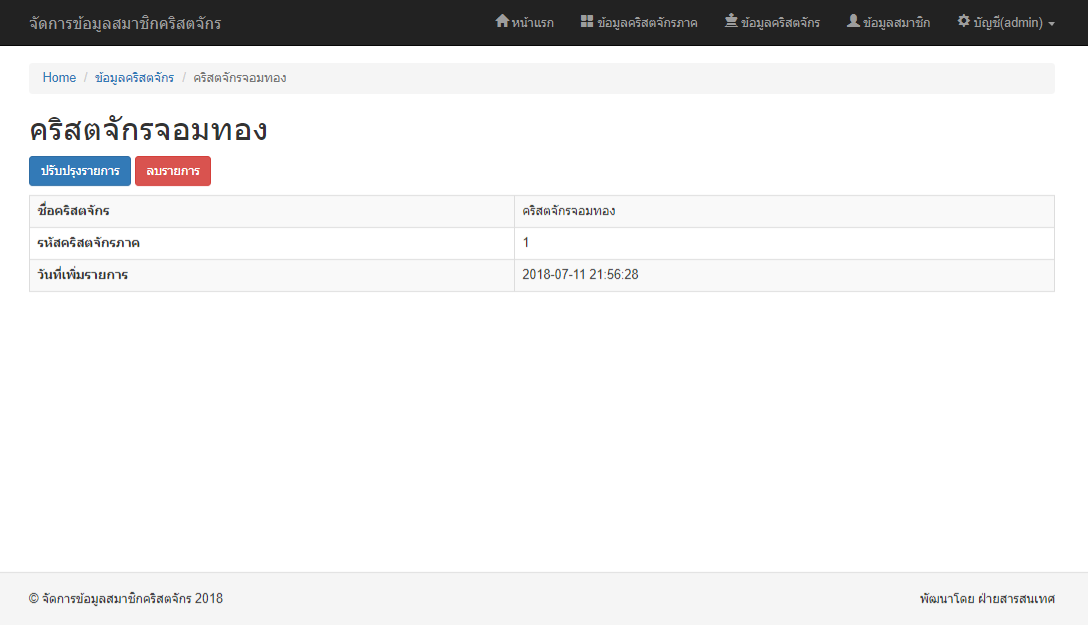 จัดการข้อมูลสมาชิกคริสตจักร หน้าแรก ข้อมูลคริสตจักรภาค ข้อมูลคริสตจักร ข้อมูลสมาชิก บัญชี(admin)
Home / ข้อมูลคริสตจักร / คริสตจักรจอมทอง
คริสตจักรจอมทอง
ปรับปรุงรายการ ลบรายการ
ชื่อคริสตจักร คริสตจักรจอมทอง
รหัสคริสตจักรภาค 1
วันที่เพิ่มรายการ 2018-07-11 21:56:28
© จัดการข้อมูลสมาชิกคริสตจักร 2018 พัฒนาโดย ฝ่ายสารสนเทศ